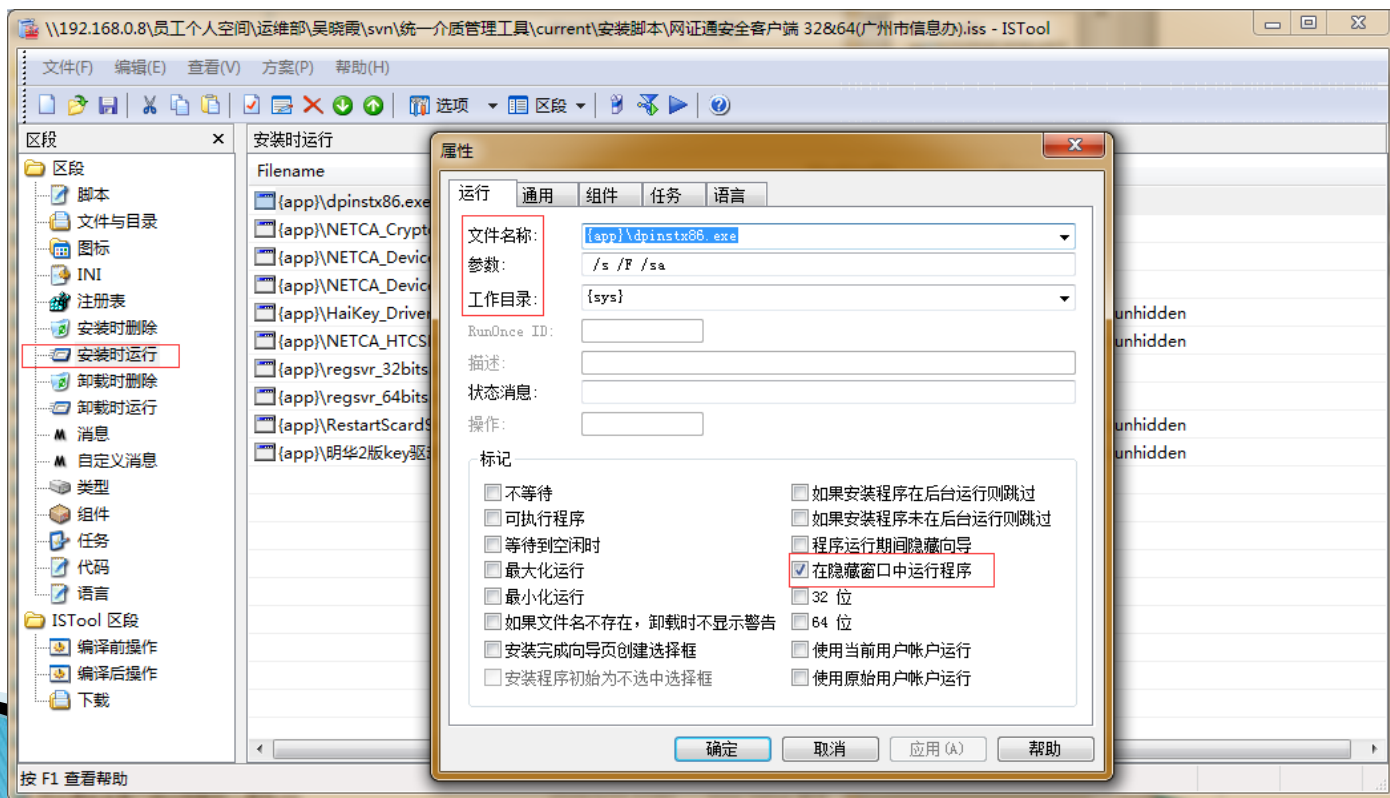 \\192.168.0.8\员工个人空间\运维部\吴晓霞\svn\统一介质管理工具\current\安装脚本\网证通安全客户端 32&64(广州市信息办).iss - ISTool
文件(F) 编辑(E) 查看(V) 方案(P) 帮助(H)
选项 区段
区段
区段
脚本
文件与目录
图标
INI
注册表
安装时删除
安装时运行
卸载时删除
卸载时运行
消息
自定义消息
类型
组件
任务
代码
语言
ISTool 区段
编译前操作
编译后操作
下载
安装时运行
Filename
{app}\dpinstx86.exe
{app}\NETCA_Crypt
{app}\NETCA_Devic
{app}\NETCA_Devic
{app}\HaiKey_Driver unhidden
{app}\NETCA_HTCS unhidden
{app}\regsvr_32bits
{app}\regsvr_64bits
{app}\RestartScardS unhidden
{app}\明华2版key驱 unhidden
属性
运行 通用 组件 任务 语言
文件名称: {app}\dpinstx86.exe
参数: /s /F /sa
工作目录: {sys}
RunOnce ID:
描述:
状态消息:
操作:
标记
不等待 如果安装程序在后台运行则跳过
可执行程序 如果安装程序未在后台运行则跳过
等待到空闲时 程序运行期间隐藏向导
最大化运行 在隐藏窗口中运行程序
最小化运行 32 位
如果文件名不存在，卸载时不显示警告 64 位
安装完成向导页创建选择框 使用当前用户帐户运行
安装程序初始为不选中选择框 使用原始用户帐户运行
确定 取消 应用(A) 帮助
按 F1 查看帮助